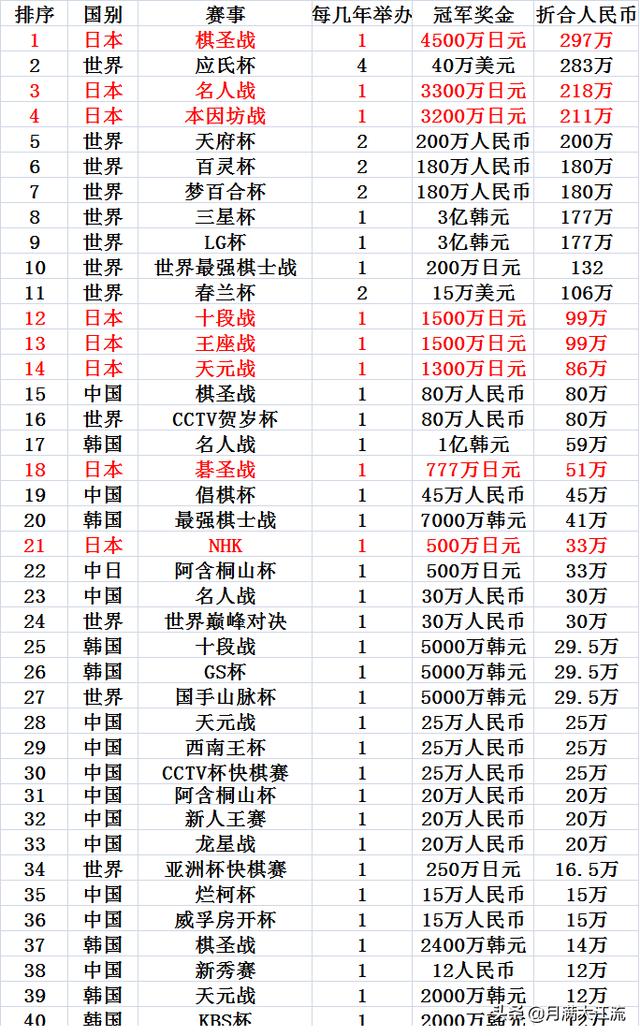 排序 国别 赛事 每几年举办 冠军奖金 折合人民币
1 日本 棋圣战 1 4500万日元 297万
2 世界 应氏杯 4 40万美元 283万
3 日本 名人战 1 3300万日元 218万
4 日本 本因坊战 1 3200万日元 211万
5 世界 天府杯 2 200万人民币 200万
6 世界 百灵杯 2 180万人民币 180万
7 世界 梦百合杯 2 180万人民币 180万
8 世界 三星杯 1 3亿韩元 177万
9 世界 LG杯 1 3亿韩元 177万
10 世界 世界最强棋士战 1 200万日元 132
11 世界 春兰杯 2 15万美元 106万
12 日本 十段战 1 1500万日元 99万
13 日本 王座战 1 1500万日元 99万
14 日本 天元战 1 1300万日元 86万
15 中国 棋圣战 1 80万人民币 80万
16 世界 CCTV贺岁杯 1 80万人民币 80万
17 韩国 名人战 1 1亿韩元 59万
18 日本 碁圣战 1 777万日元 51万
19 中国 倡棋杯 1 45万人民币 45万
20 韩国 最强棋士战 1 7000万韩元 41万
21 日本 NHK 1 500万日元 33万
22 中日 阿含桐山杯 1 500万日元 33万
23 中国 名人战 1 30万人民币 30万
24 世界 世界巅峰对决 1 30万人民币 30万
25 韩国 十段战 1 5000万韩元 29.5万
26 韩国 GS杯 1 5000万韩元 29.5万
27 世界 国手山脉杯 1 5000万韩元 29.5万
28 中国 天元战 1 25万人民币 25万
29 中国 西南王杯 1 25万人民币 25万
30 中国 CCTV杯快棋赛 1 25万人民币 25万
31 中国 阿含桐山杯 1 20万人民币 20万
32 中国 新人王赛 1 20万人民币 20万
33 中国 龙星战 1 20万人民币 20万
34 世界 亚洲杯快棋赛 1 250万日元 16.5万
35 中国 烂柯杯 1 15万人民币 15万
36 中国 威孚房开杯 1 15万人民币 15万
37 韩国 棋圣战 1 2400万韩元 14万
38 中国 新秀赛 1 12人民币 12万
39 韩国 天元战 1 2000万韩元 12万
40 韩国 KBS杯 1 2000万韩元
头条 @月满大江流